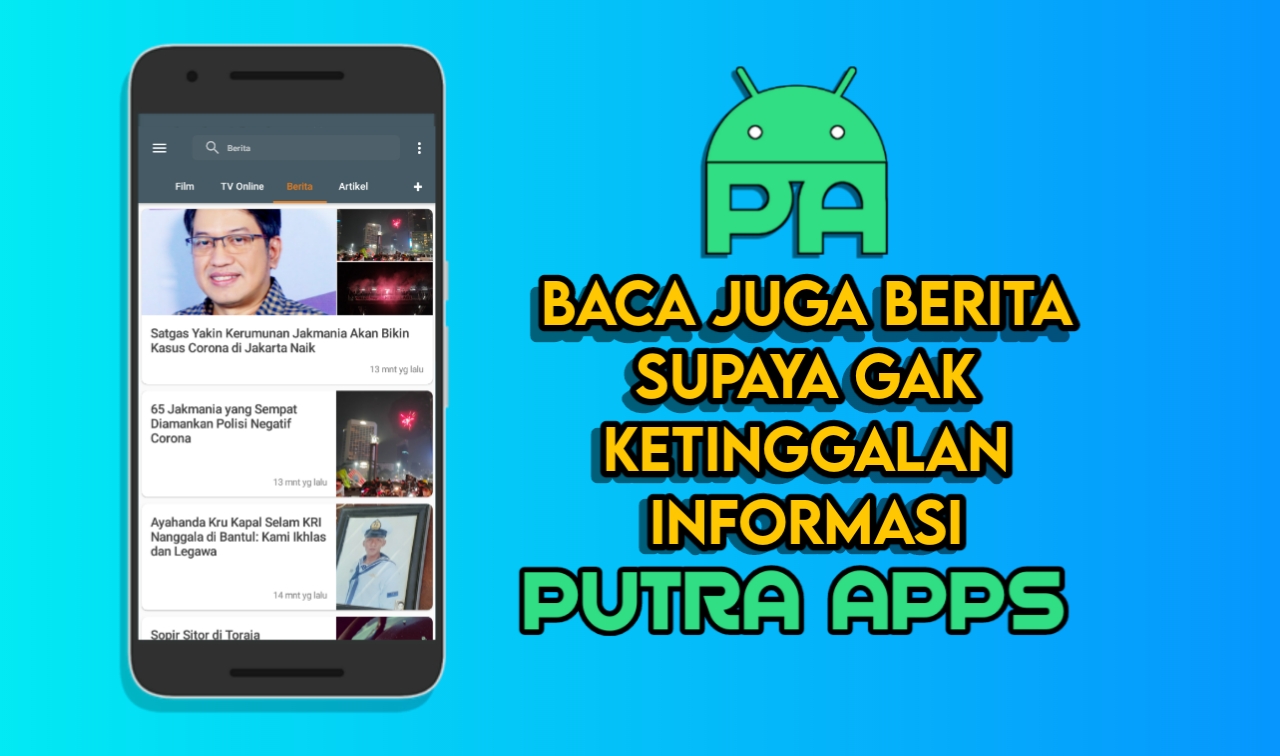 Berita
Film TV Online Berita Artikel
Satgas Yakin Kerumunan Jakmania Akan Bikin
Kasus Corona di Jakarta Naik
13 mnt yg lalu
65 Jakmania yang Sempat
Diamankan Polisi Negatif
Corona
13 mnt yg lalu
Ayahanda Kru Kapal Selam KRI
Nanggala di Bantul: Kami Ikhlas
dan Legawa
14 mnt yg lalu
Sopir Sitor di Toraja
PA
BACA JUGA BERITA
SUPAYA GAK
KETINGGALAN
INFORMASI
PUTRA APPS